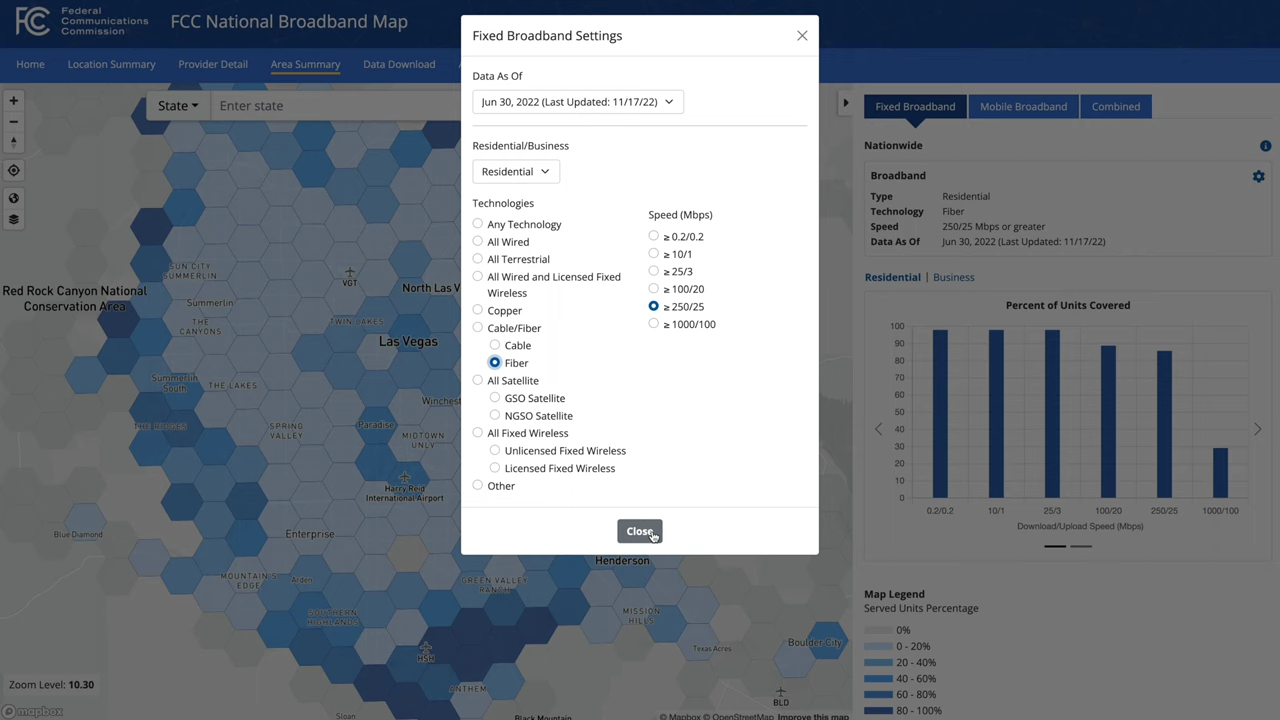 FCC
Federal
Communications
Commission
FCC National Broadband Map
Home
Location Summary
Provider Detail
Area Summary
Data Download
State
Enter state
Fixed Broadband Settings
Data As Of
Jun 30, 2022 (Last Updated: 11/17/22)
Residential/Business
Residential
Technologies
Any Technology
All Wired
All Terrestrial
All Wired and Licensed Fixed
Wireless
Copper
Cable/Fiber
Cable
Fiber
All Satellite
GSO Satellite
NGSO Satellite
All Fixed Wireless
Unlicensed Fixed Wireless
Licensed Fixed Wireless
Other
Speed (Mbps)
≥ 0.2/0.2
≥ 10/1
≥ 25/3
≥ 100/20
≥ 250/25
≥ 1000/100
Close
Fixed Broadband
Mobile Broadband
Combined
Nationwide
Broadband
Type Residential
Technology Fiber
Speed 250/25 Mbps or greater
Data As Of Jun 30, 2022 (Last Updated: 11/17/22)
Residential | Business
Percent of Units Covered
100
90
80
70
60
50
40
30
20
10
0
0.2/0.2 10/1 25/3 100/20 250/25 1000/100
Download/Upload Speed (Mbps)
Map Legend
Served Units Percentage
0%
0 - 20%
20 - 40%
40 - 60%
60 - 80%
80 - 100%
Red Rock Canyon National
Conservation Area
SUN CITY
SUMMERLIN
Summerlin
THE
CANYONS
VGT
North Las V
TWIN LAKES
Las Vegas
Summerlin
South
THE LAKES
Winchest
THE RIDGES
SPRING
VALLEY
Paradise
MIDTOWN
UNLV
Harry Reid
International Airport
Blue Diamond
Enterprise
Henderson
MOUNTAIN'S
EDGE
Arden
GREEN VALLEY
RANCH
SOUTHERN
HIGHLANDS
MISSION
HILLS
HSH
Texas Acres
Boulder City
ANTHEM
BLD
Sloan
Black Mountain
Zoom Level: 10.30
mapbox
© Mapbox © OpenStreetMap Improve this map